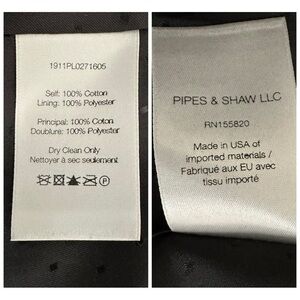 1911PL0271605
Self: 100% Cotton
Lining: 100% Polyester
Principal: 100% Coton
Doublure: 100% Polyester
Dry Clean Only
Nettoyer à sec seulement
P
PIPES & SHAW LLC
RN155820
Made in USA of
imported materials /
Fabriqué aux EU avec
tissu importé